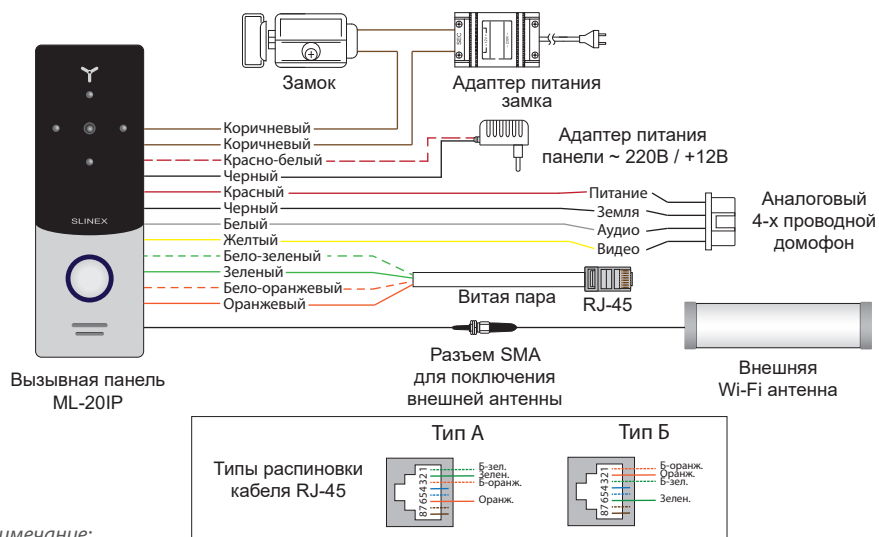 Замок
Адаптер питания
замка
SEC
Коричневый
Коричневый
Красно-белый
Черный
Красный
Черный
Белый
Желтый
Бело-зеленый
Зеленый
Бело-оранжевый
Оранжевый
Адаптер питания
панели ~ 220В / +12В
Питание
Земля
Аудио
Видео
Аналоговый
4-х проводной
домофон
SLINEX
Витая пара
RJ-45
Разъем SMA
для поключения
внешней антенны
Внешняя
Wi-Fi антенна
Вызывная панель
ML-20IP
Типы распиновки
кабеля RJ-45
Тип А
87654321
Б-зел.
Зелен.
Б-оранж.
Оранж.
Тип Б
87654321
Б-оранж.
Оранж.
Б-зел.
Зелен.
имечание: